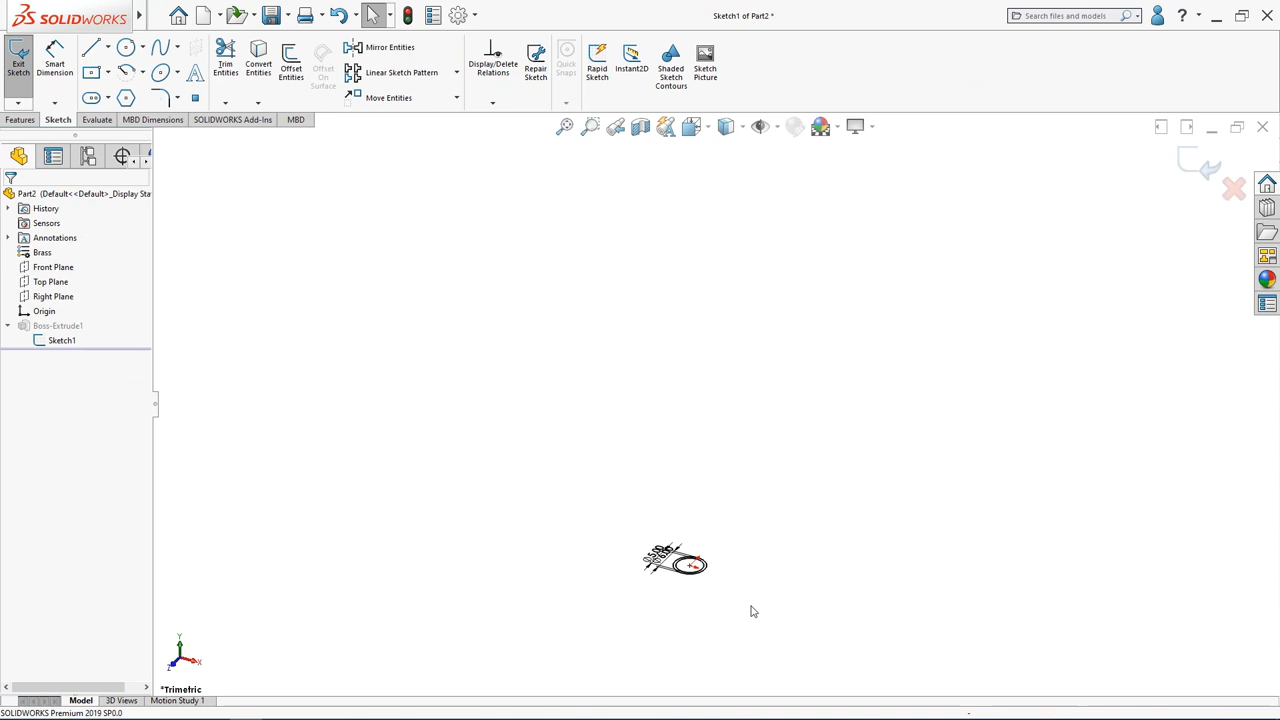 SOLIDWORKS
Sketch1 of Part2 *
Search files and models
?
Exit Sketch
Smart Dimension
Trim Entities
Convert Entities
Offset Entities
Offset On Surface
Mirror Entities
Linear Sketch Pattern
Move Entities
Display/Delete Relations
Repair Sketch
Quick Snaps
Rapid Sketch
Instant2D
Shaded Sketch Contours
Sketch Picture
Features
Sketch
Evaluate
MBD Dimensions
SOLIDWORKS Add-Ins
MBD
Part2 (Default<<Default>_Display Sta
History
Sensors
Annotations
Brass
Front Plane
Top Plane
Right Plane
Origin
Boss-Extrude1
Sketch1
Y
X
Z
*Trimetric
Model
3D Views
Motion Study 1
SOLIDWORKS Premium 2019 SP0.0
-